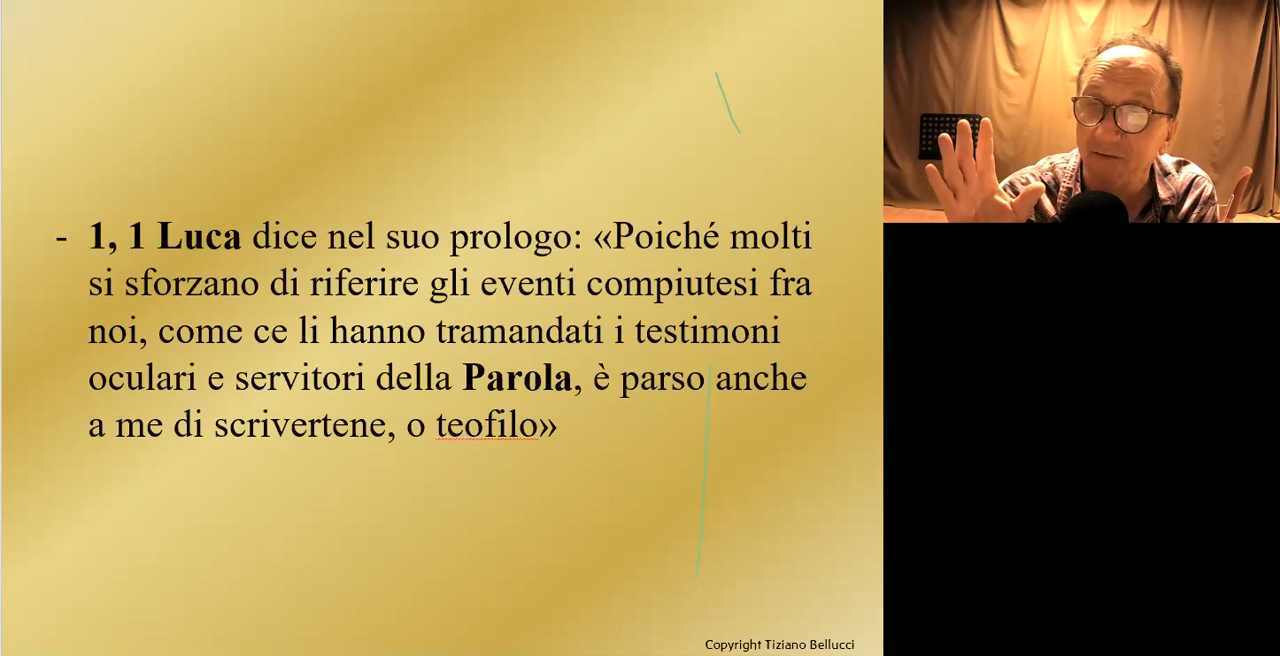 - 1, 1 Luca dice nel suo prologo: «Poiché molti
si sforzano di riferire gli eventi compiutesi fra
noi, come ce li hanno tramandati i testimoni
oculari e servitori della Parola, è parso anche
a me di scrivertene, o teofilo»
Copyright Tiziano Bellucci